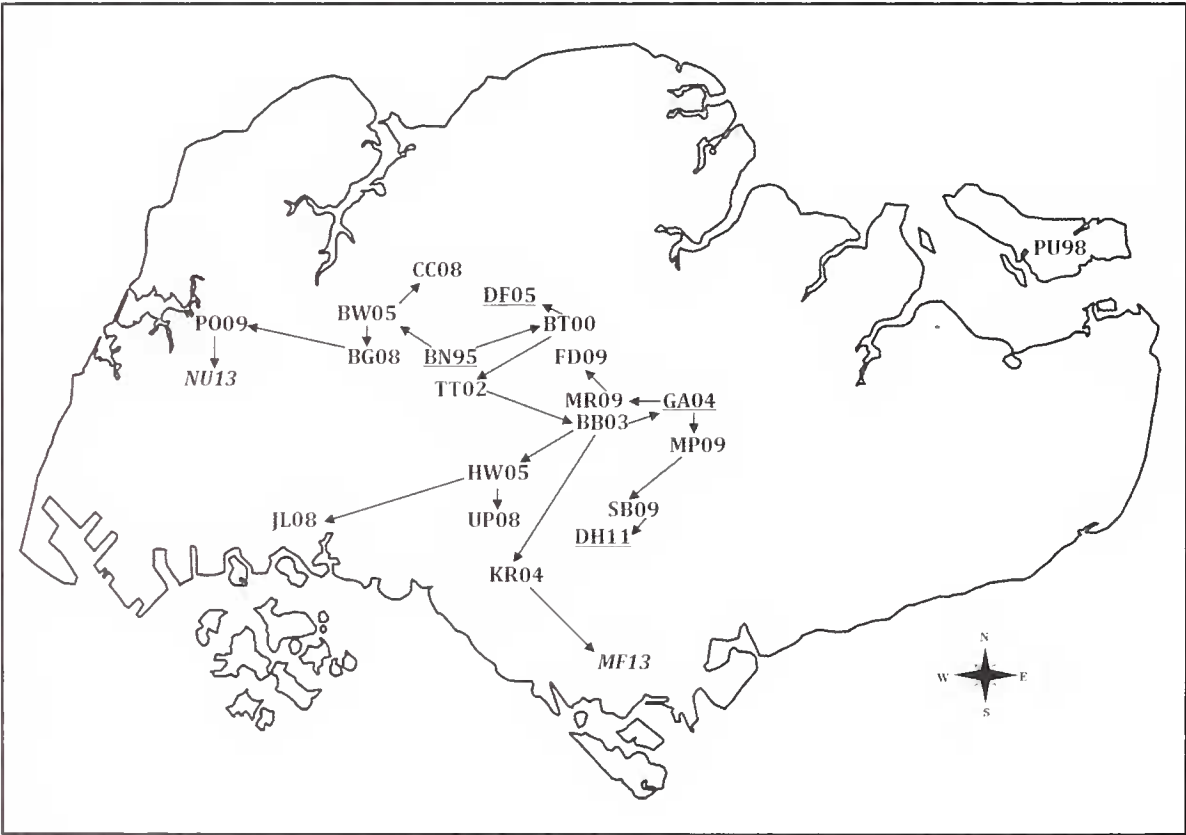 PU98
CC08
DF05
BW05
BT00
PO09
BG08
BN95
FD09
NU13
TT02
MR09
GA04
BB03
MP09
HW05
SB09
JL08
UP08
DH11
KR04
MF13
N
W
E
S